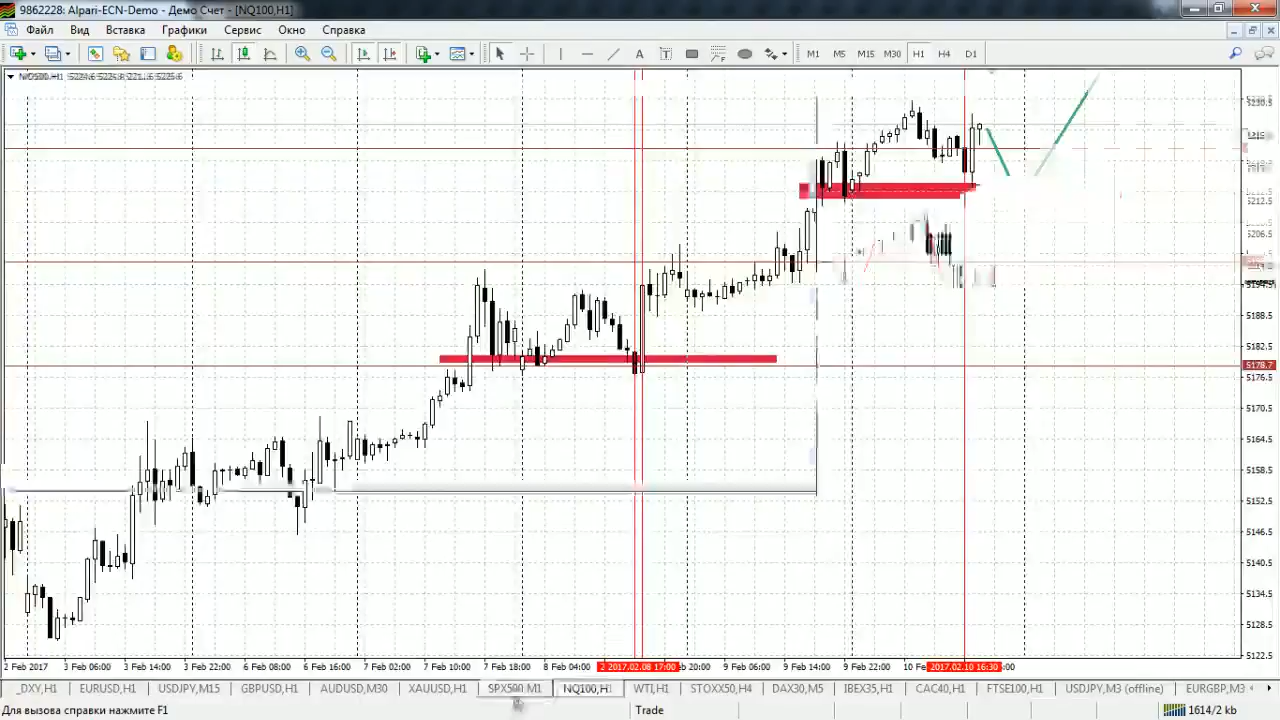 9862228: Alpari-ECN-Demo - Демо Счет - [NQ100,H1]
Файл Вид Вставка Графики Сервис Окно Справка
A T M1 M5 M15 M30 H1 H4 D1
5212.5
5206.5
5188.5
5182.5
5178.7
5176.5
5170.5
5164.5
5158.5
5152.5
5146.5
5140.5
5134.5
5128.5
5122.5
2 Feb 2017 3 Feb 06:00 3 Feb 14:00 3 Feb 22:00 6 Feb 08:00 6 Feb 16:00 7 Feb 02:00 7 Feb 10:00 7 Feb 18:00 8 Feb 04:00 2017.02.08 17:00 20:00 9 Feb 06:00 9 Feb 14:00 9 Feb 22:00 10 2017.02.10 16:30
_DXY,H1 EURUSD,H1 USDJPY,M15 GBPUSD,H1 AUDUSD,M30 XAUUSD,H1 SPX500,M1 NQ100,H1 WTI,H1 STOXX50,H4 DAX30,M5 IBEX35,H1 CAC40,H1 FTSE100,H1 USDJPY,M3 (offline) EURGBP,M3
Для вызова справки нажмите F1 Trade 1614/2 kb